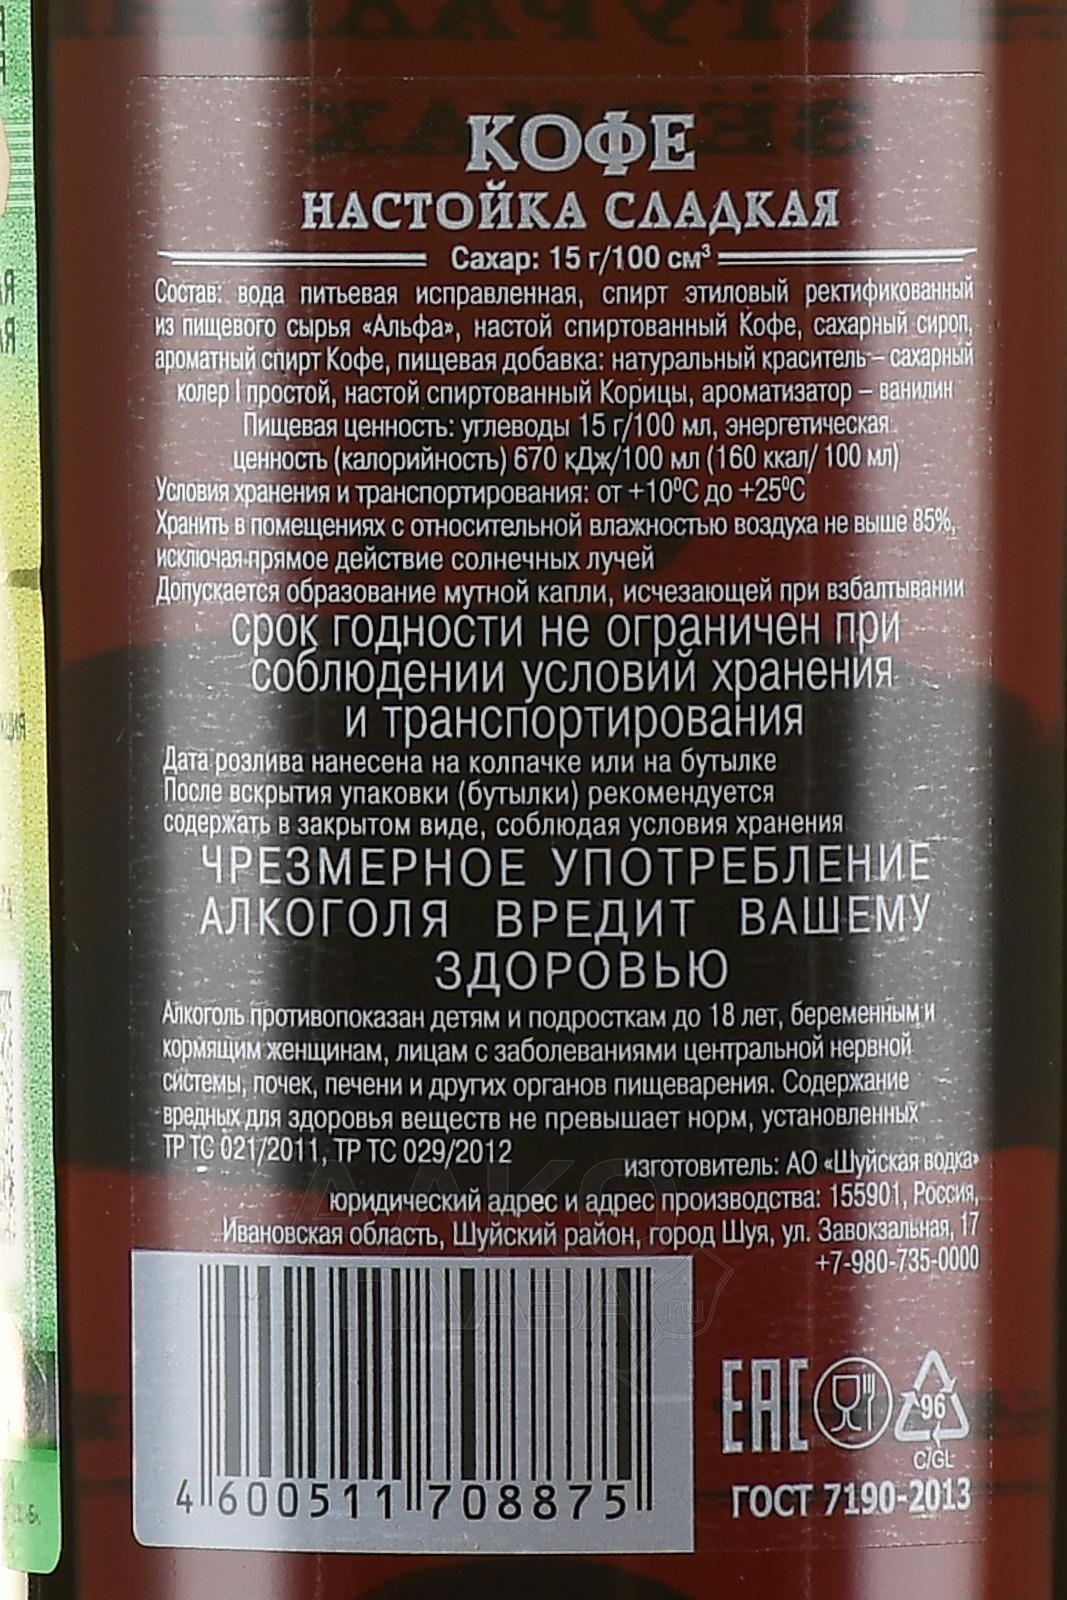 КОФЕ
НАСТОЙКА СЛАДКАЯ
Сахар: 15 г/100 см³
Состав: вода питьевая исправленная, спирт этиловый ректификованный
из пищевого сырья «Альфа», настой спиртованный Кофе, сахарный сироп,
ароматный спирт Кофе, пищевая добавка: натуральный краситель – сахарный
колер I простой, настой спиртованный Корицы, ароматизатор – ванилин
Пищевая ценность: углеводы 15 г/100 мл, энергетическая
ценность (калорийность) 670 кДж/100 мл (160 ккал/ 100 мл)
Условия хранения и транспортирования: от +10⁰С до +25⁰С
Хранить в помещениях с относительной влажностью воздуха не выше 85%,
исключая прямое действие солнечных лучей
Допускается образование мутной капли, исчезающей при взбалтывании
срок годности не ограничен при
соблюдении условий хранения
и транспортирования
Дата розлива нанесена на колпачке или на бутылке
После вскрытия упаковки (бутылки) рекомендуется
содержать в закрытом виде, соблюдая условия хранения
ЧРЕЗМЕРНОЕ УПОТРЕБЛЕНИЕ
АЛКОГОЛЯ ВРЕДИТ ВАШЕМУ
ЗДОРОВЬЮ
Алкоголь противопоказан детям и подросткам до 18 лет, беременным и
кормящим женщинам, лицам с заболеваниями центральной нервной
системы, почек, печени и других органов пищеварения. Содержание
вредных для здоровья веществ не превышает норм, установленных
ТР ТС 021/2011, ТР ТС 029/2012
изготовитель: АО «Шуйская водка»
юридический адрес и адрес производства: 155901, Россия,
Ивановская область, Шуйский район, город Шуя, ул. Завокзальная, 17
+7-980-735-0000
4 600511 708875
EAC
96
C/GL
ГОСТ 7190-2013